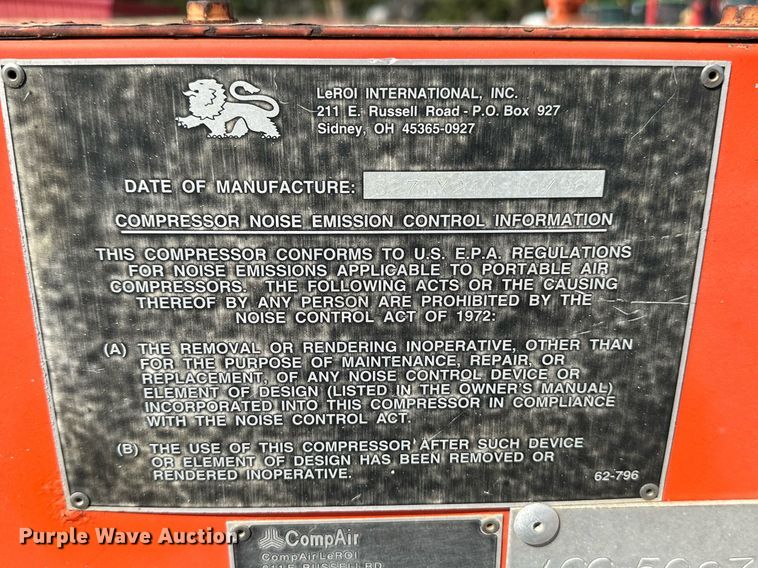 LeROI INTERNATIONAL, INC.
211 E. Russell Road - P.O. Box 927
Sidney, OH 45365-0927
DATE OF MANUFACTURE:
COMPRESSOR NOISE EMISSION CONTROL INFORMATION
THIS COMPRESSOR CONFORMS TO U.S. E.P.A. REGULATIONS
FOR NOISE EMISSIONS APPLICABLE TO PORTABLE AIR
COMPRESSORS. THE FOLLOWING ACTS OR THE CAUSING
THEREOF BY ANY PERSON ARE PROHIBITED BY THE
NOISE CONTROL ACT OF 1972:
(A) THE REMOVAL OR RENDERING INOPERATIVE, OTHER THAN
FOR THE PURPOSE OF MAINTENANCE, REPAIR, OR
REPLACEMENT, OF ANY NOISE CONTROL DEVICE OR
ELEMENT OF DESIGN (LISTED IN THE OWNER'S MANUAL)
INCORPORATED INTO THIS COMPRESSOR IN COMPLIANCE
WITH THE NOISE CONTROL ACT.
(B) THE USE OF THIS COMPRESSOR AFTER SUCH DEVICE
OR ELEMENT OF DESIGN HAS BEEN REMOVED OR
RENDERED INOPERATIVE.
62-796
Purple Wave Auction
CompAir
CompAir LeROI
211 E. RUSSELL RD